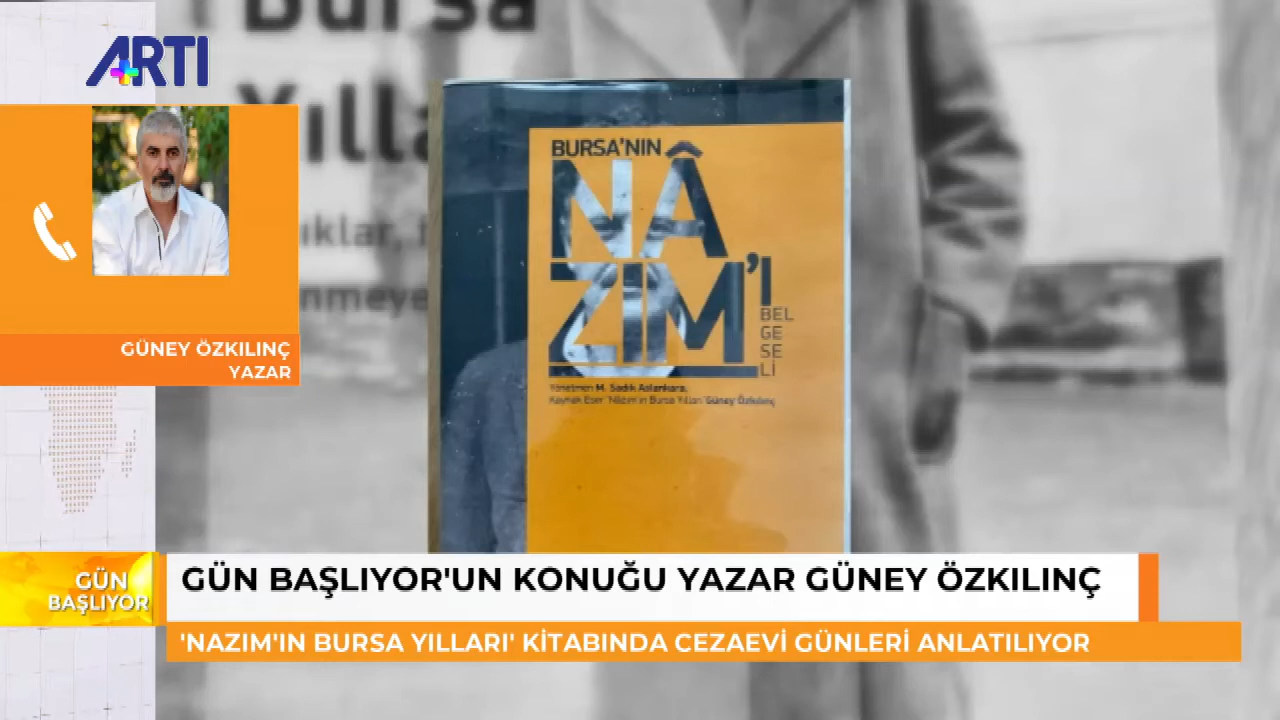 Bursa
ARTI
BURSA'NIN
NÂ
ZIM'I
BEL
GE
SE
Lİ
Yönetmen M. Sadık Aslankara,
Kaynak Eser 'Nâzım'ın Bursa Yılları' Güney Özkılınç
GÜNEY ÖZKILINÇ
YAZAR
GÜN
BAŞLIYOR
GÜN BAŞLIYOR'UN KONUĞU YAZAR GÜNEY ÖZKILINÇ
'NAZIM'IN BURSA YILLARI' KİTABINDA CEZAEVİ GÜNLERİ ANLATILIYOR